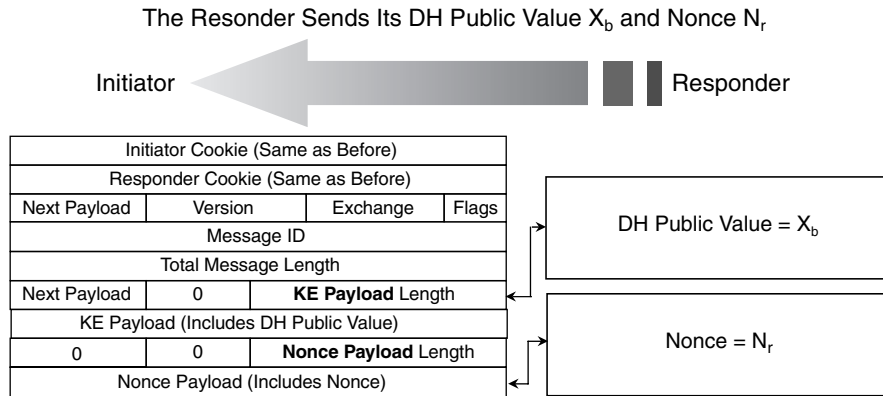 The Resonder Sends Its DH Public Value Xb and Nonce Nr
Initiator
Responder
Initiator Cookie (Same as Before)
Responder Cookie (Same as Before)
Next Payload Version Exchange Flags
Message ID
Total Message Length
Next Payload 0 KE Payload Length
KE Payload (Includes DH Public Value)
0 0 Nonce Payload Length
Nonce Payload (Includes Nonce)
DH Public Value = Xb
Nonce = Nr